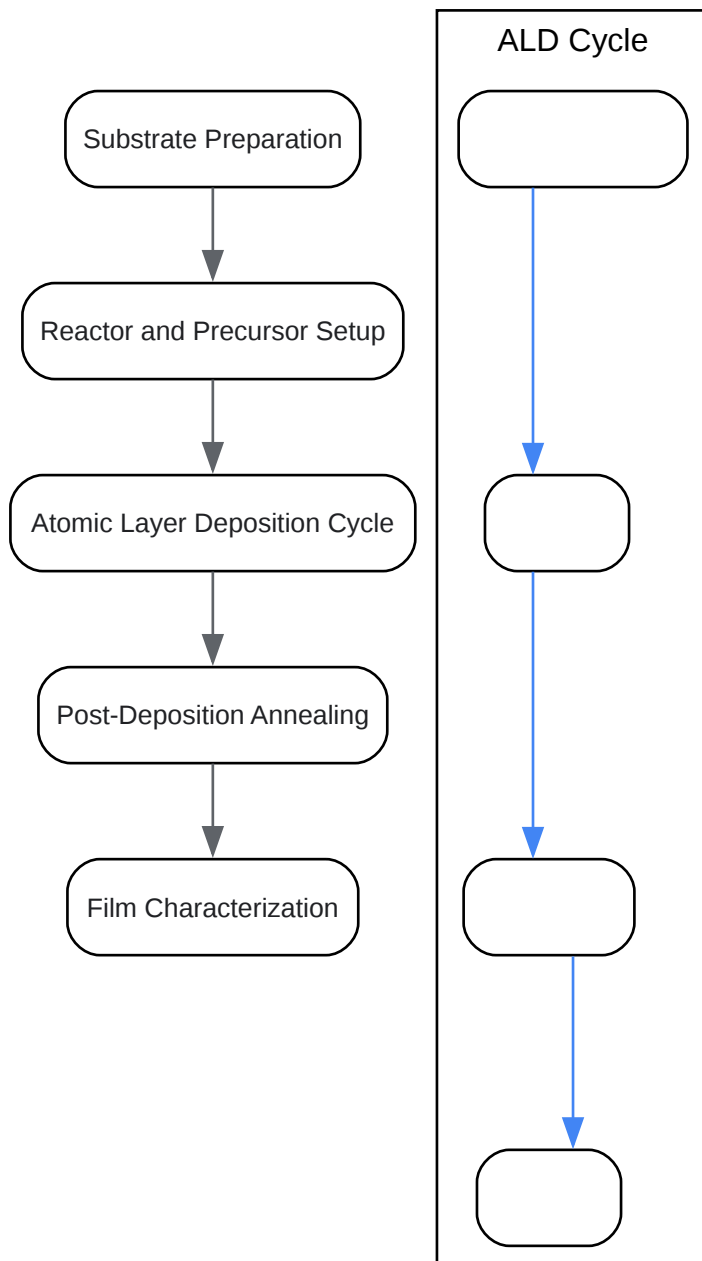 ALD Cycle
Substrate Preparation
Reactor and Precursor Setup
Atomic Layer Deposition Cycle
Post-Deposition Annealing
Film Characterization